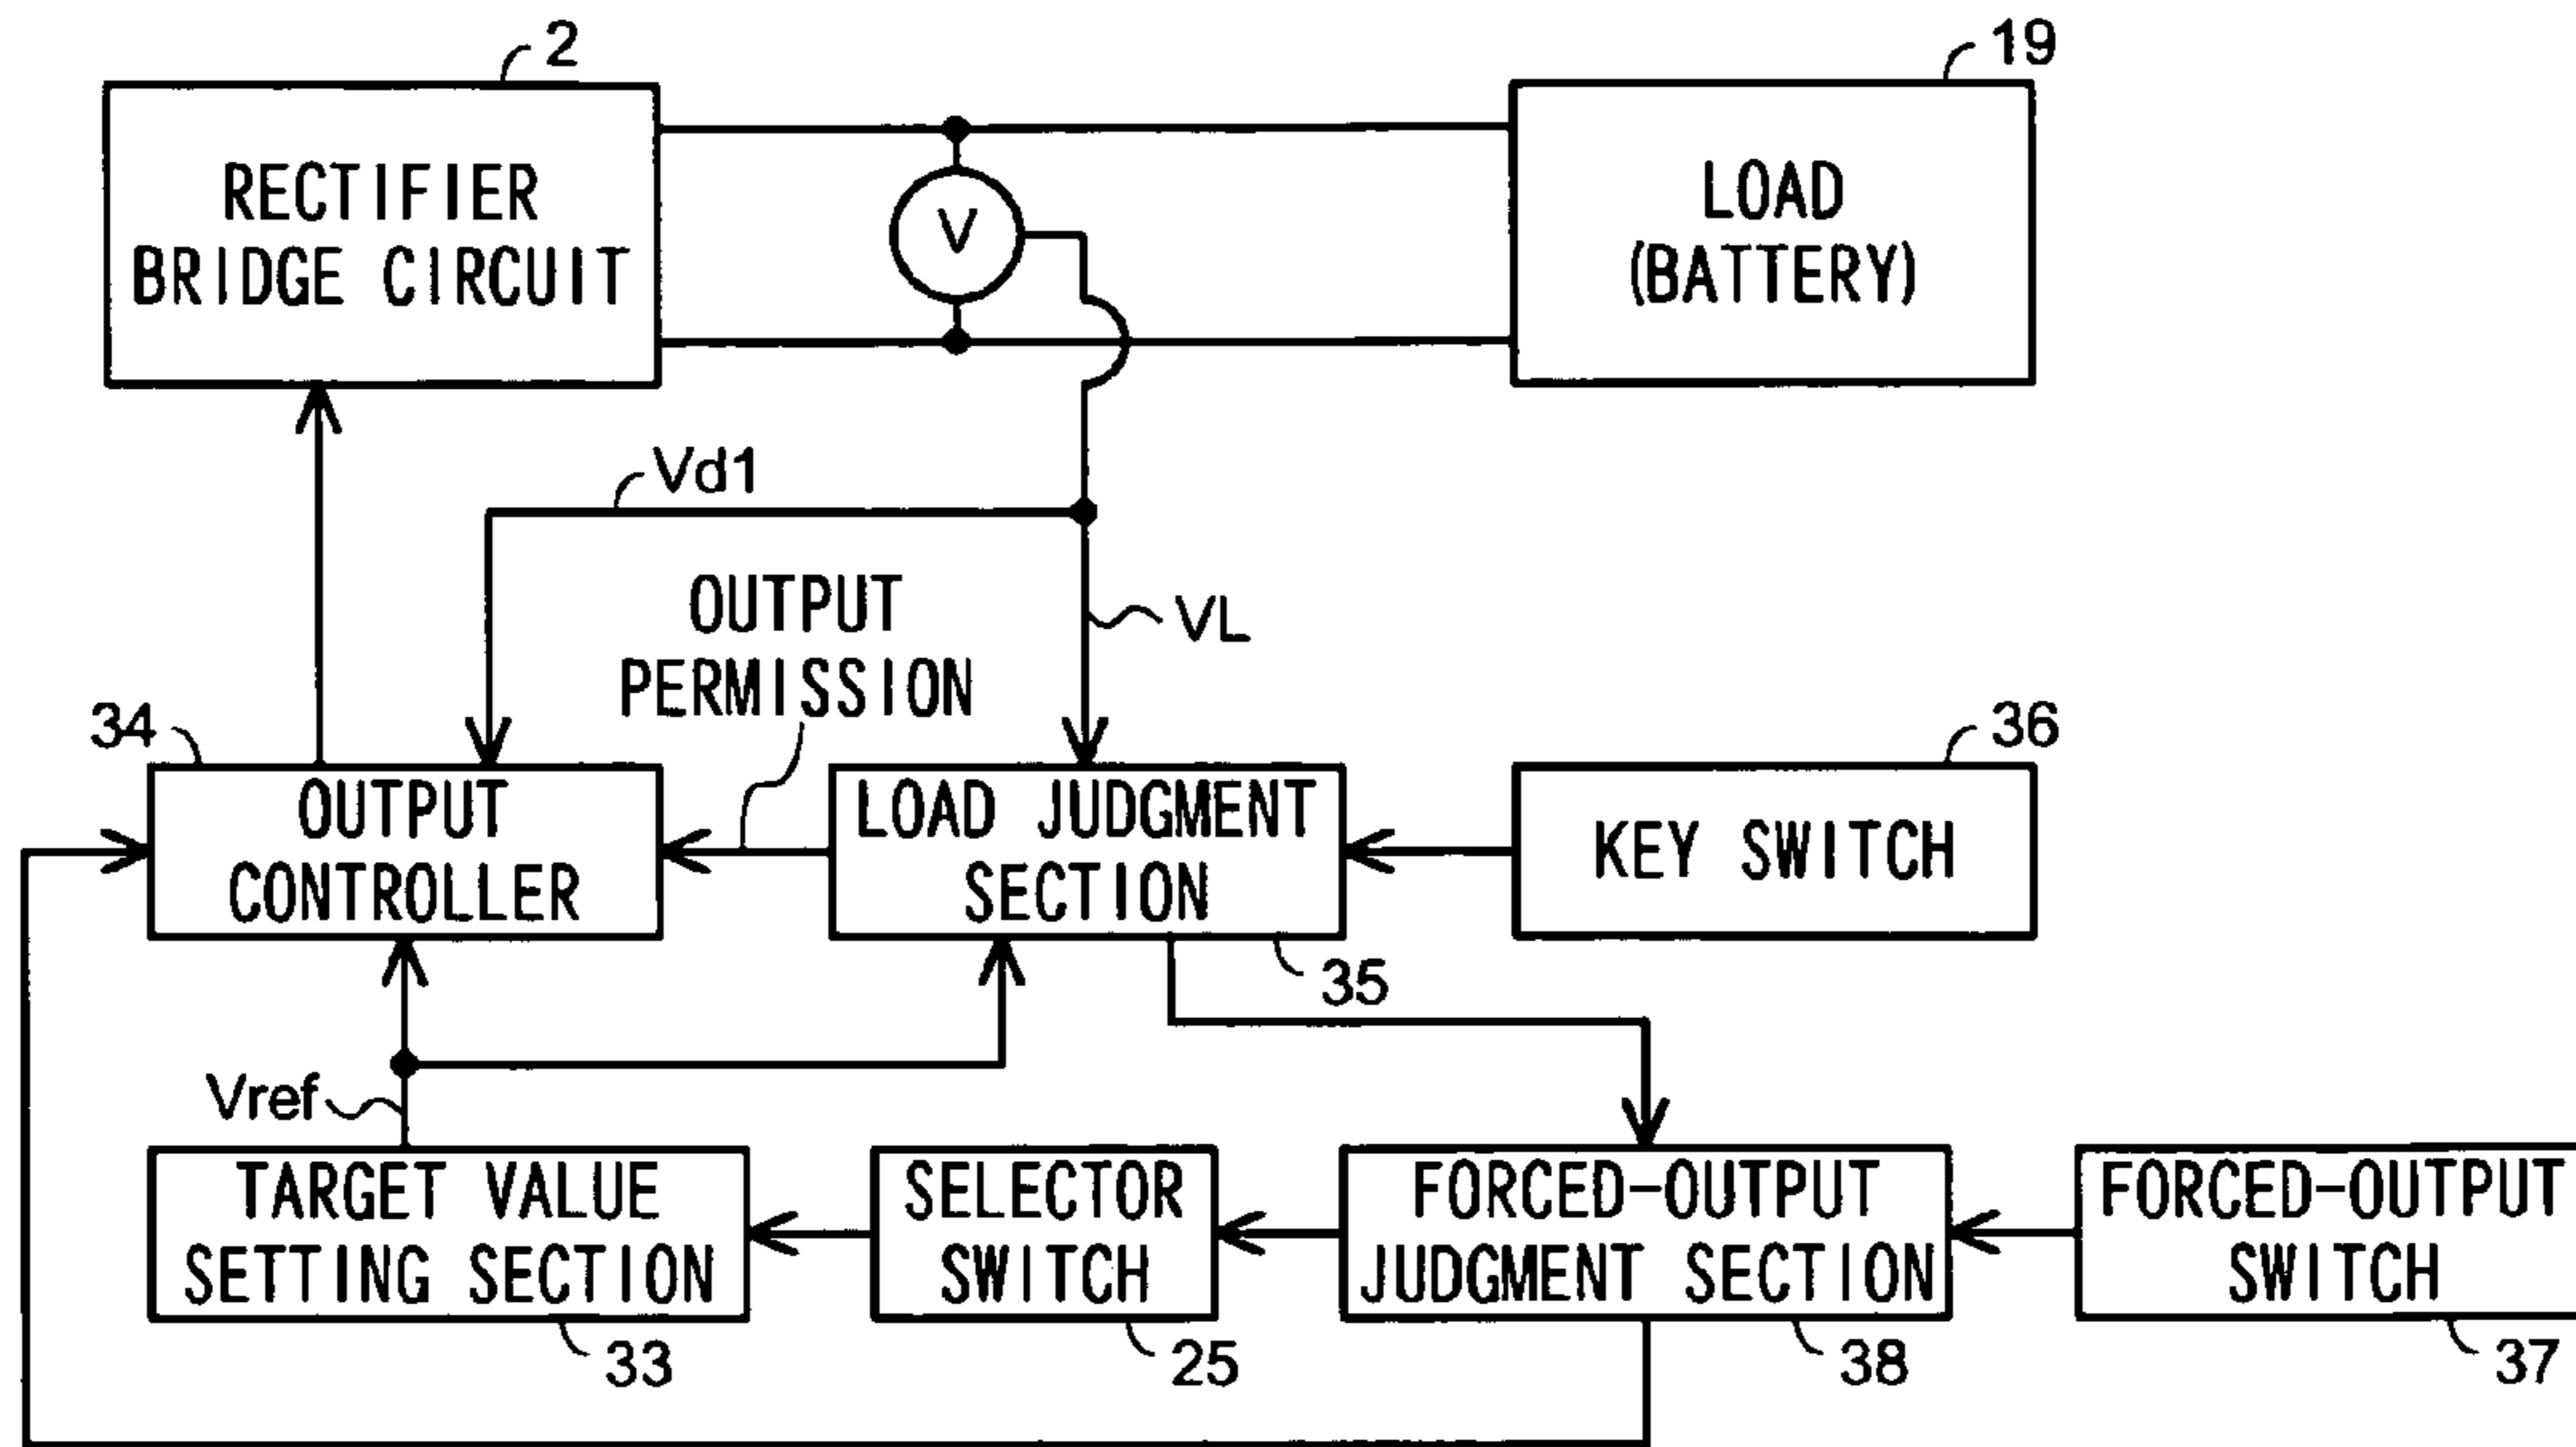 2
19
RECTIFIER
BRIDGE CIRCUIT
V
LOAD
(BATTERY)
Vd1
OUTPUT
PERMISSION
VL
34
36
OUTPUT
CONTROLLER
LOAD JUDGMENT
SECTION
KEY SWITCH
35
Vref
TARGET VALUE
SETTING SECTION
SELECTOR
SWITCH
FORCED-OUTPUT
JUDGMENT SECTION
FORCED-OUTPUT
SWITCH
33
25
38
37